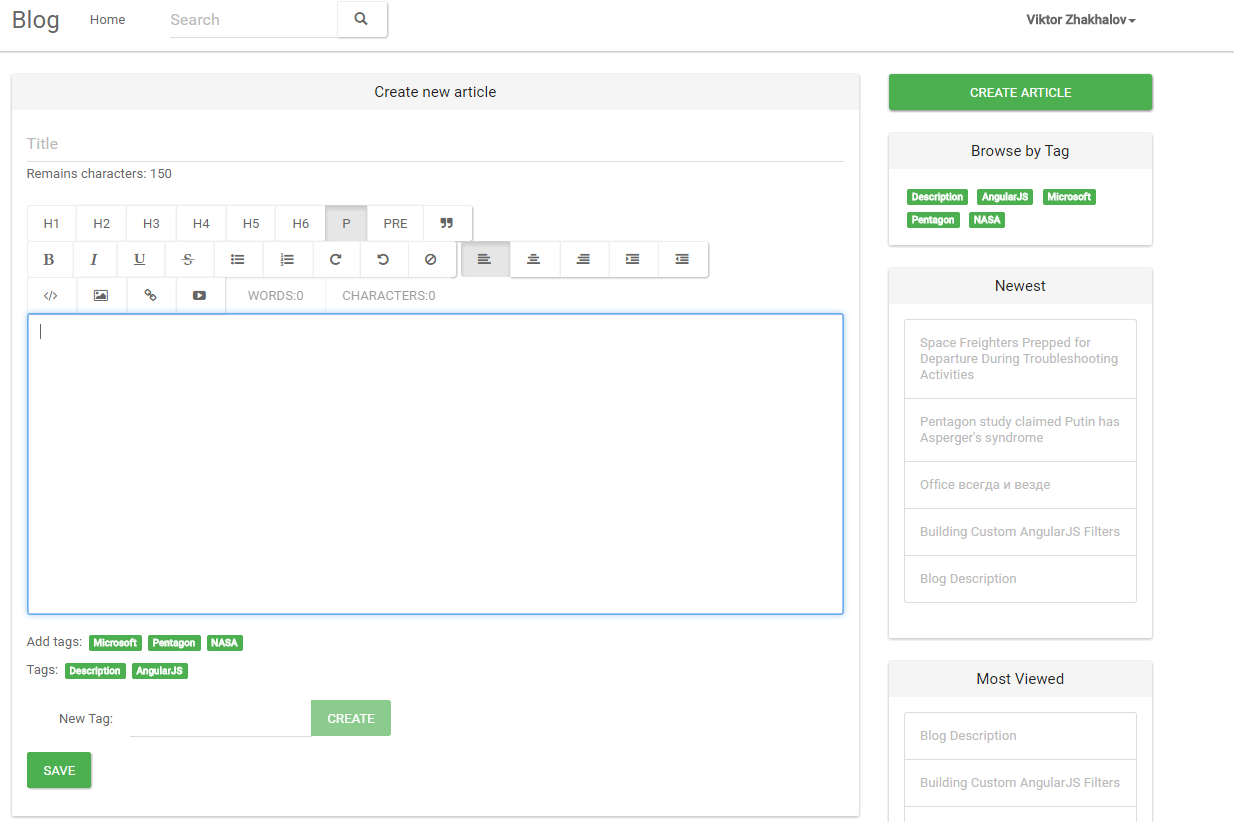 Blog Home Search Viktor Zhakhalov
Create new article
Title
Remains characters: 150
H1 H2 H3 H4 H5 H6 P PRE
B I U S
WORDS:0 CHARACTERS:0
Add tags: Microsoft Pentagon NASA
Tags: Description AngularJS
New Tag: CREATE
SAVE
CREATE ARTICLE
Browse by Tag
Description AngularJS Microsoft
Pentagon NASA
Newest
Space Freighters Prepped for
Departure During Troubleshooting
Activities
Pentagon study claimed Putin has
Asperger's syndrome
Office всегда и везде
Building Custom AngularJS Filters
Blog Description
Most Viewed
Blog Description
Building Custom AngularJS Filters